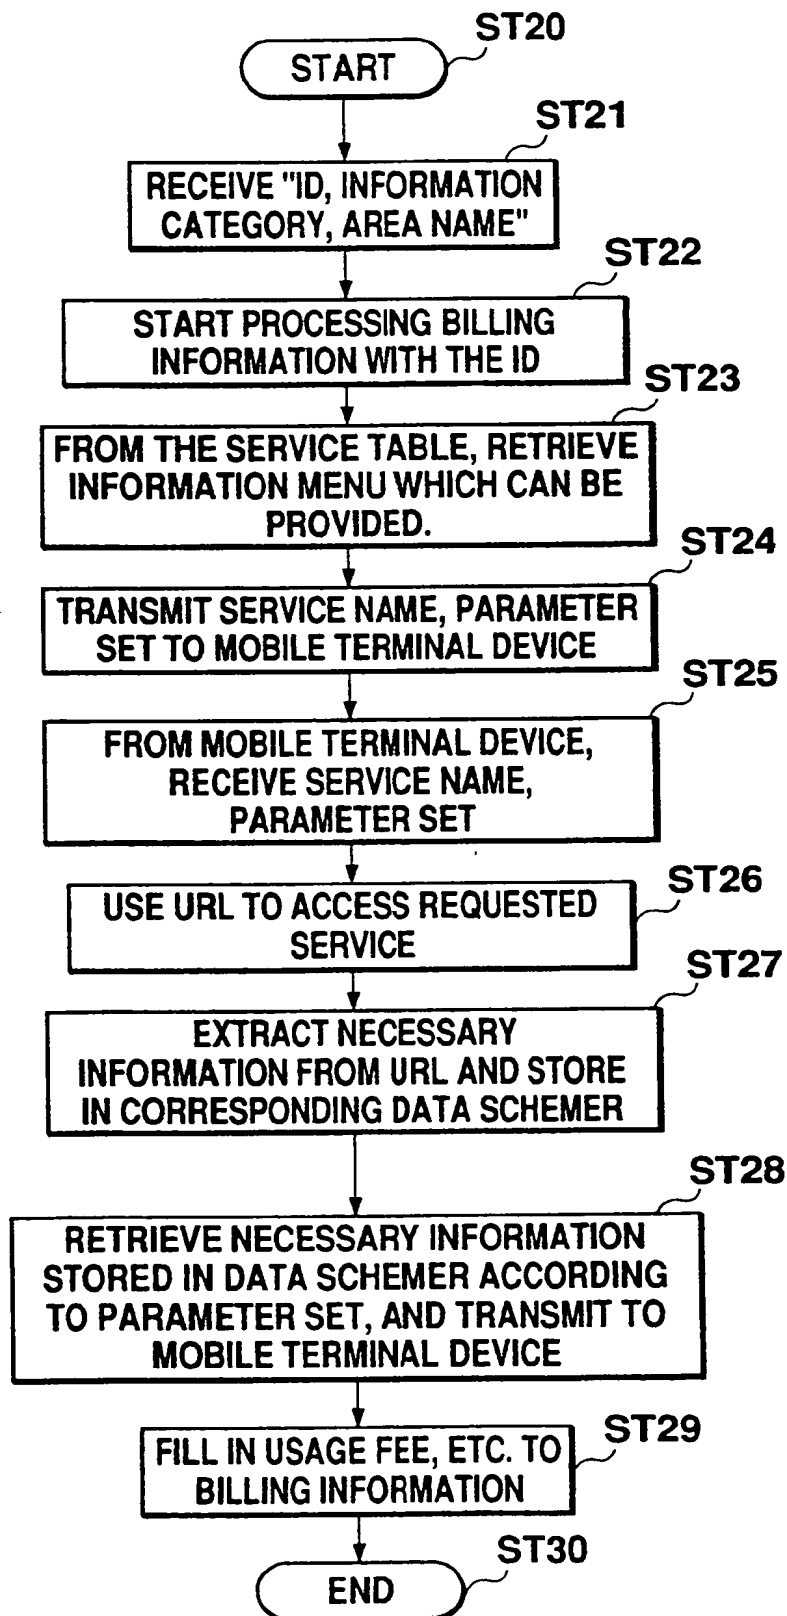 ST20
START
ST21
RECEIVE "ID, INFORMATION
CATEGORY, AREA NAME"
ST22
START PROCESSING BILLING
INFORMATION WITH THE ID
ST23
FROM THE SERVICE TABLE, RETRIEVE
INFORMATION MENU WHICH CAN BE
PROVIDED.
ST24
TRANSMIT SERVICE NAME, PARAMETER
SET TO MOBILE TERMINAL DEVICE
ST25
FROM MOBILE TERMINAL DEVICE,
RECEIVE SERVICE NAME,
PARAMETER SET
ST26
USE URL TO ACCESS REQUESTED
SERVICE
ST27
EXTRACT NECESSARY
INFORMATION FROM URL AND STORE
IN CORRESPONDING DATA SCHEMER
ST28
RETRIEVE NECESSARY INFORMATION
STORED IN DATA SCHEMER ACCORDING
TO PARAMETER SET, AND TRANSMIT TO
MOBILE TERMINAL DEVICE
ST29
FILL IN USAGE FEE, ETC. TO
BILLING INFORMATION
ST30
END